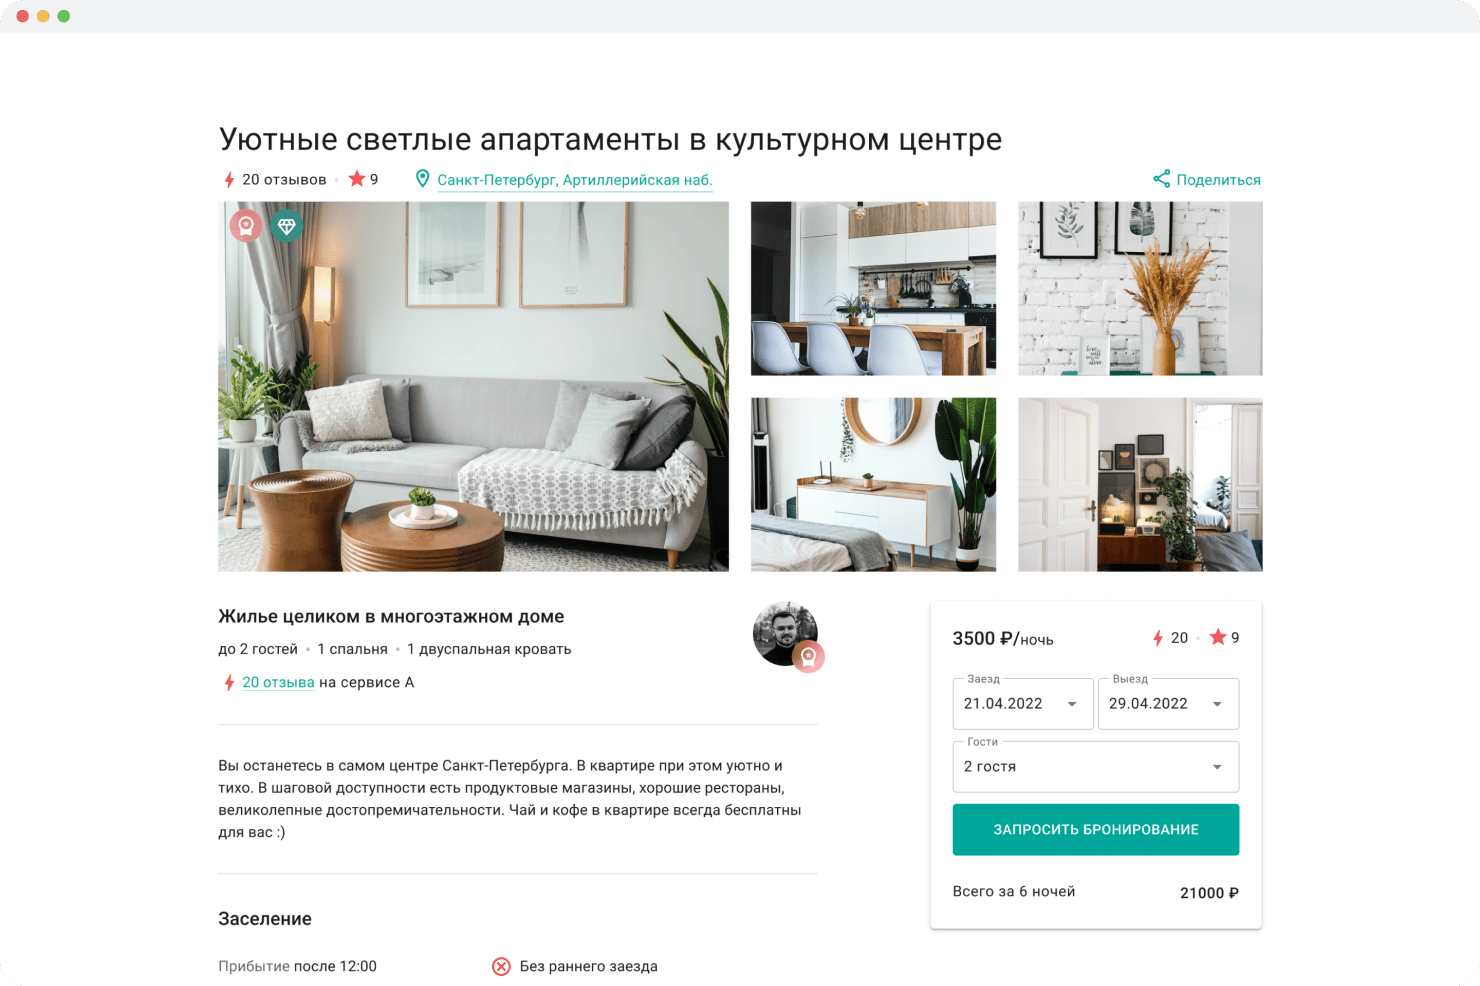 Уютные светлые апартаменты в культурном центре
20 отзывов • 9
Санкт-Петербург, Артиллерийская наб.
Поделиться
Жилье целиком в многоэтажном доме
до 2 гостей • 1 спальня • 1 двуспальная кровать
20 отзыва на сервисе А
Вы останетесь в самом центре Санкт-Петербурга. В квартире при этом уютно и
тихо. В шаговой доступности есть продуктовые магазины, хорошие рестораны,
великолепные достопремичательности. Чай и кофе в квартире всегда бесплатны
для вас :)
Заселение
Прибытие после 12:00
Без раннего заезда
3500 ₽/ночь
20 • 9
Заезд
21.04.2022
Выезд
29.04.2022
Гости
2 гостя
ЗАПРОСИТЬ БРОНИРОВАНИЕ
Всего за 6 ночей
21000 ₽